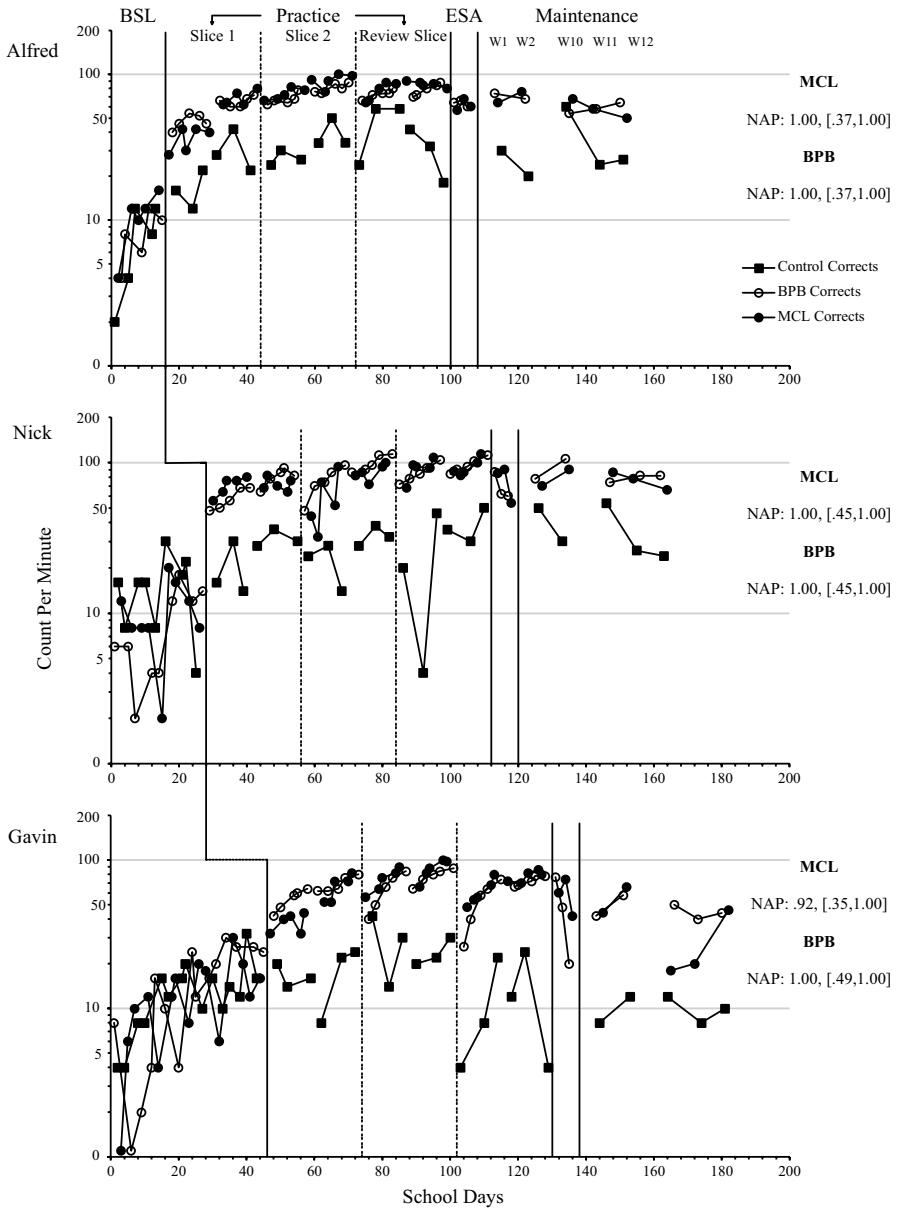 BSL Practice ESA Maintenance
Slice 1 Slice 2 Review Slice W1 W2 W10 W11 W12
Alfred
200
100
50
10
5
0
0 20 40 60 80 100 120 140 160 180 200
MCL
NAP: 1.00, [.37,1.00]
BPB
NAP: 1.00, [.37,1.00]
Control Corrects
BPB Corrects
MCL Corrects
Nick
200
100
50
10
5
0
0 20 40 60 80 100 120 140 160 180 200
MCL
NAP: 1.00, [.45,1.00]
BPB
NAP: 1.00, [.45,1.00]
Count Per Minute
Gavin
200
100
50
10
5
0
0 20 40 60 80 100 120 140 160 180 200
MCL
NAP: .92, [.35,1.00]
BPB
NAP: 1.00, [.49,1.00]
School Days